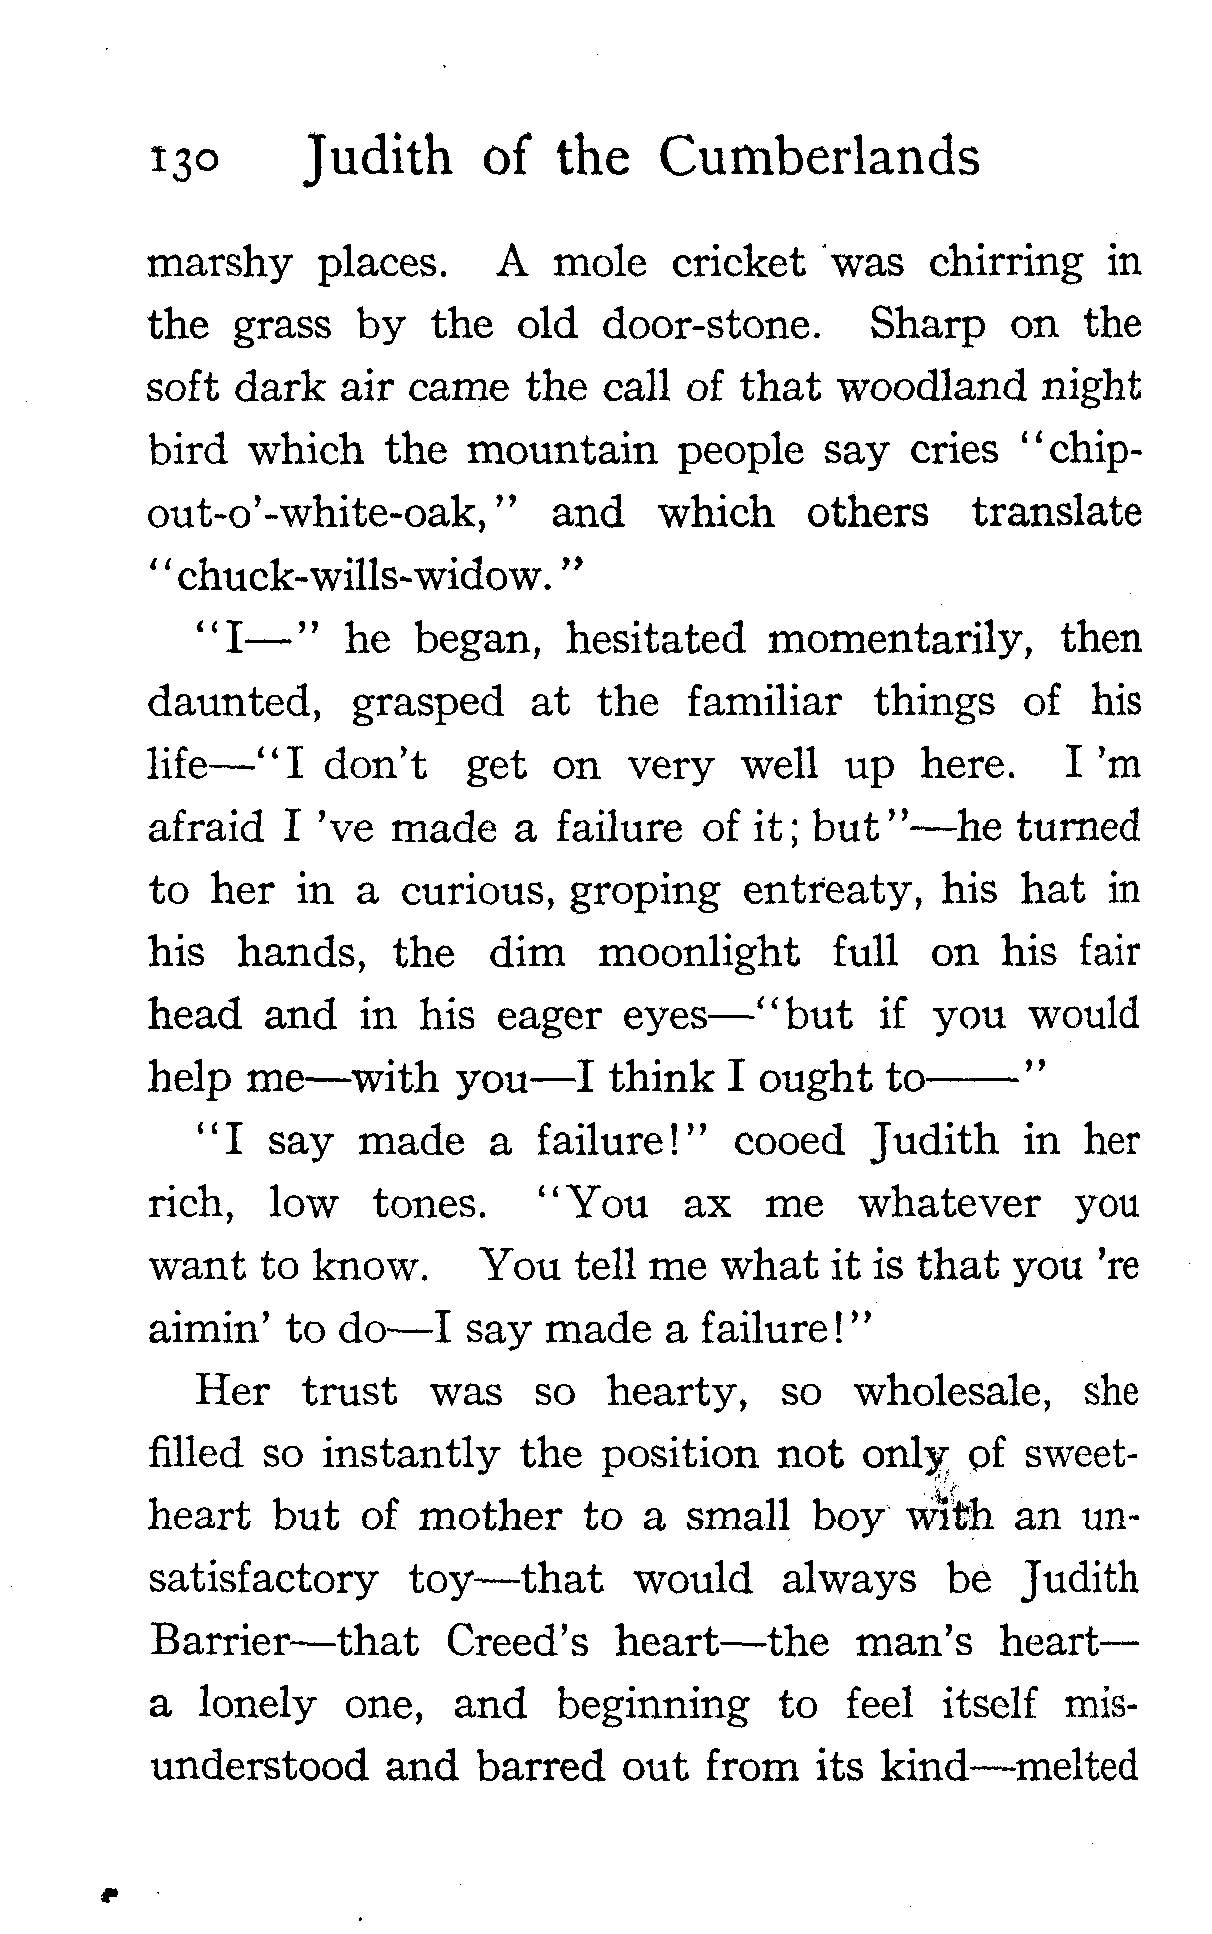 130 Judith of the Cumberlands
marshy places. A mole cricket was chirring in
the grass by the old door-stone. Sharp on the
soft dark air came the call of that woodland night
bird which the mountain people say cries "chip-
out-o'-white-oak," and which others translate
"chuck-wills-widow."
"I—" he began, hesitated momentarily, then
daunted, grasped at the familiar things of his
life—"I don't get on very well up here. I 'm
afraid I 've made a failure of it; but"—he turned
to her in a curious, groping entreaty, his hat in
his hands, the dim moonlight full on his fair
head and in his eager eyes—"but if you would
help me—with you—I think I ought to——"
"I say made a failure!" cooed Judith in her
rich, low tones. "You ax me whatever you
want to know. You tell me what it is that you 're
aimin' to do—I say made a failure!"
Her trust was so hearty, so wholesale, she
filled so instantly the position not only of sweet-
heart but of mother to a small boy with an un-
satisfactory toy—that would always be Judith
Barrier—that Creed's heart—the man's heart—
a lonely one, and beginning to feel itself mis-
understood and barred out from its kind—melted